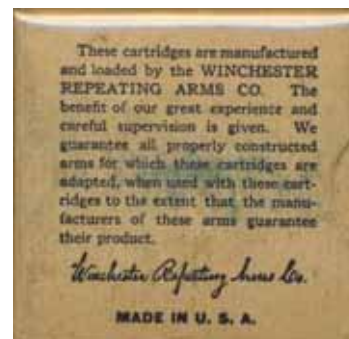 These cartridges are manufactured
and loaded by the WINCHESTER
REPEATING ARMS CO. The
benefit of our great experience and
careful supervision is given. We
guarantee all properly constructed
arms for which these cartridges are
adapted, when used with these cart-
ridges to the extent that the manu-
facturers of these arms guarantee
their product.
Winchester Repeating Arms Co.
MADE IN U. S. A.